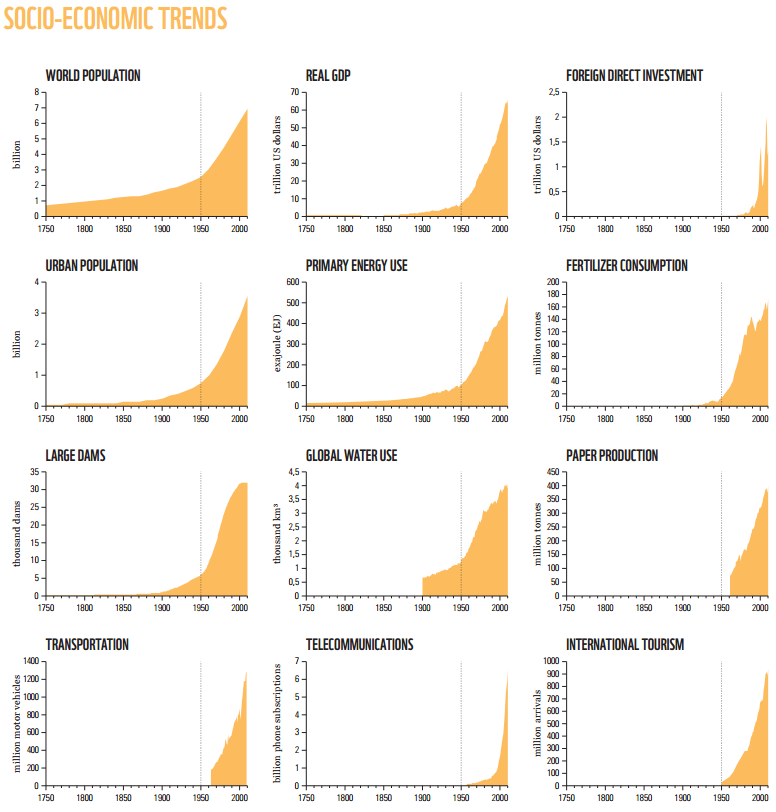 SOCIO-ECONOMIC TRENDS
WORLD POPULATION
billion
8
7
6
5
4
3
2
1
0
1750 1800 1850 1900 1950 2000
REAL GDP
trillion US dollars
70
60
50
40
30
20
10
0
1750 1800 1850 1900 1950 2000
FOREIGN DIRECT INVESTMENT
trillion US dollars
2,5
2
1,5
1
0,5
0
1750 1800 1850 1900 1950 2000
URBAN POPULATION
billion
4
3
2
1
0
1750 1800 1850 1900 1950 2000
PRIMARY ENERGY USE
exajoule (EJ)
600
500
400
300
200
100
0
1750 1800 1850 1900 1950 2000
FERTILIZER CONSUMPTION
million tonnes
200
180
160
140
120
100
80
60
40
20
0
1750 1800 1850 1900 1950 2000
LARGE DAMS
thousand dams
35
30
25
20
15
10
5
0
1750 1800 1850 1900 1950 2000
GLOBAL WATER USE
thousand km³
4,5
4
3,5
3
2,5
2
1,5
1
0,5
0
1750 1800 1850 1900 1950 2000
PAPER PRODUCTION
million tonnes
450
400
350
300
250
200
150
100
50
0
1750 1800 1850 1900 1950 2000
TRANSPORTATION
million motor vehicles
1400
1200
1000
800
600
400
200
0
1750 1800 1850 1900 1950 2000
TELECOMMUNICATIONS
billion phone subscriptions
7
6
5
4
3
2
1
0
1750 1800 1850 1900 1950 2000
INTERNATIONAL TOURISM
million arrivals
1000
900
800
700
600
500
400
300
200
100
0
1750 1800 1850 1900 1950 2000